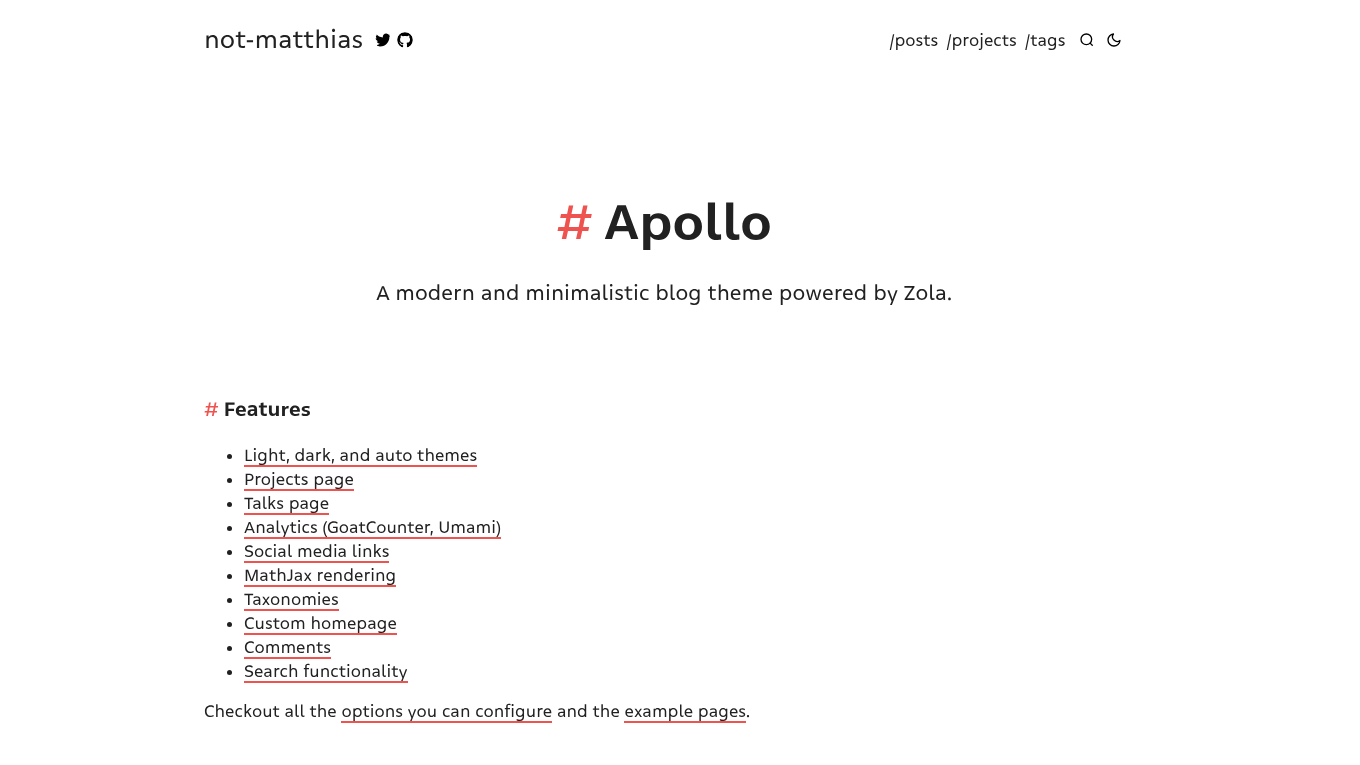 not-matthias
/posts /projects /tags
# Apollo
A modern and minimalistic blog theme powered by Zola.
# Features
Light, dark, and auto themes
Projects page
Talks page
Analytics (GoatCounter, Umami)
Social media links
MathJax rendering
Taxonomies
Custom homepage
Comments
Search functionality
Checkout all the options you can configure and the example pages.